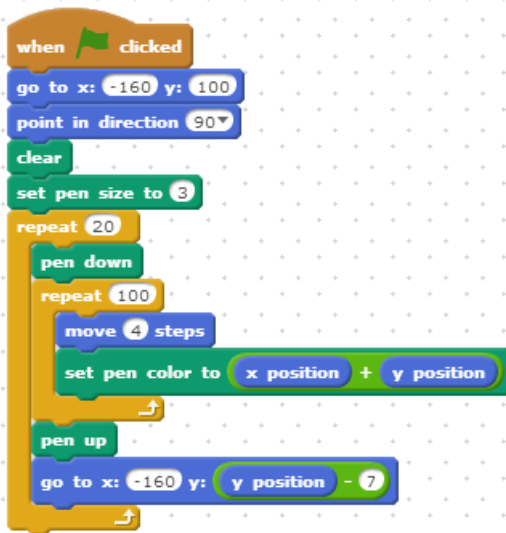 when clicked
go to x: -160 y: 100
point in direction 90▼
clear
set pen size to 3
repeat 20
pen down
repeat 100
move 4 steps
set pen color to x position + y position
pen up
go to x: -160 y: y position - 7